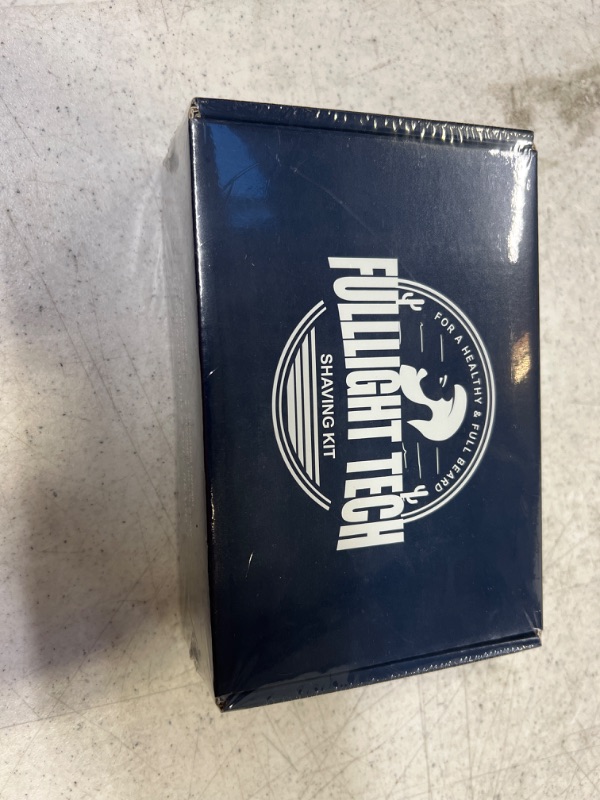 FOR A HEALTHY & FULL BEARD
FULLLIGHT TECH
SHAVING KIT